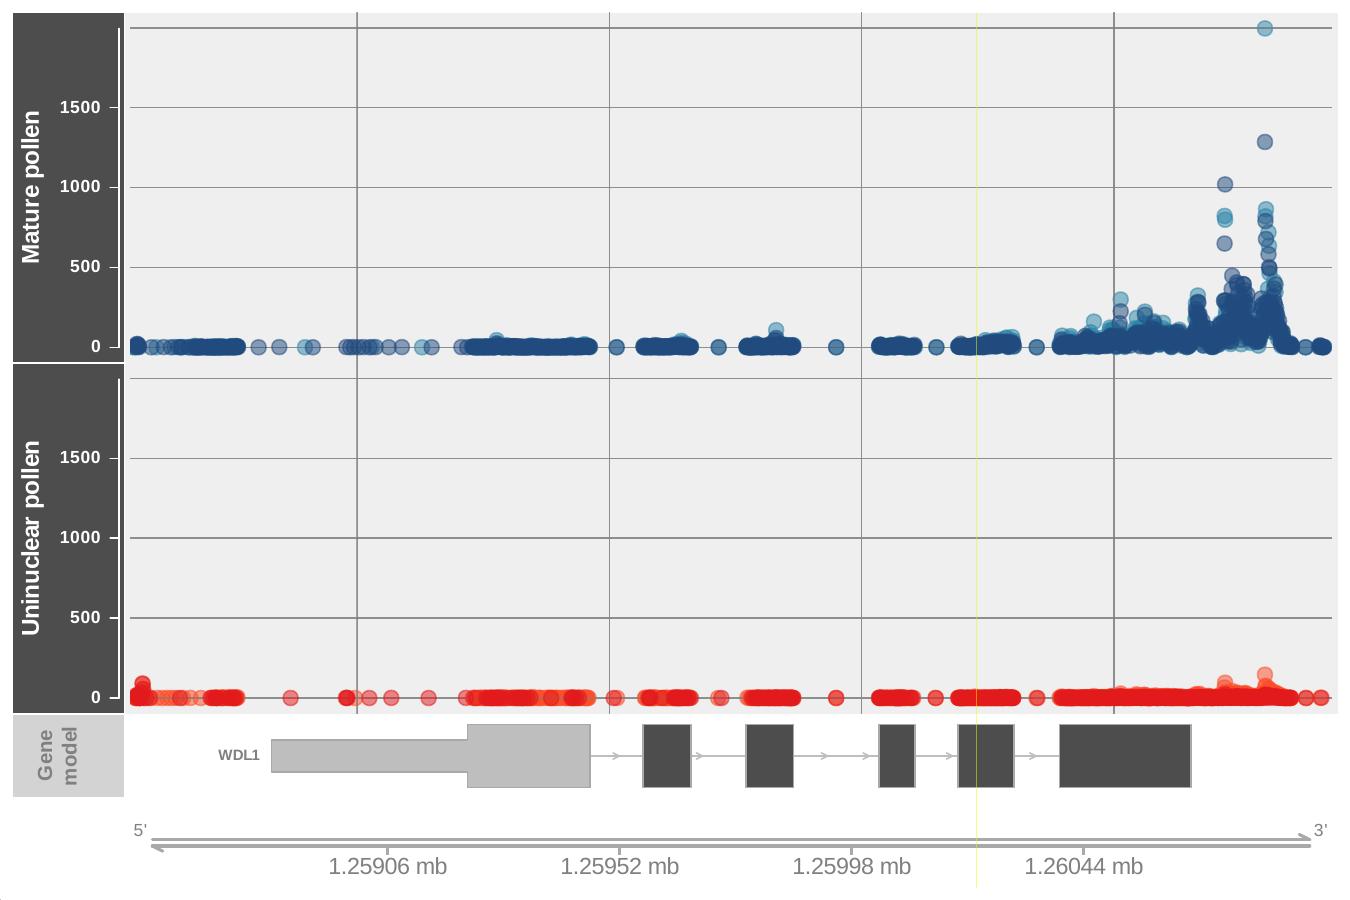 Mature pollen
1500
1000
500
0
Uninuclear pollen
1500
1000
500
0
Gene
model
WDL1
5'
3'
1.25906 mb
1.25952 mb
1.25998 mb
1.26044 mb